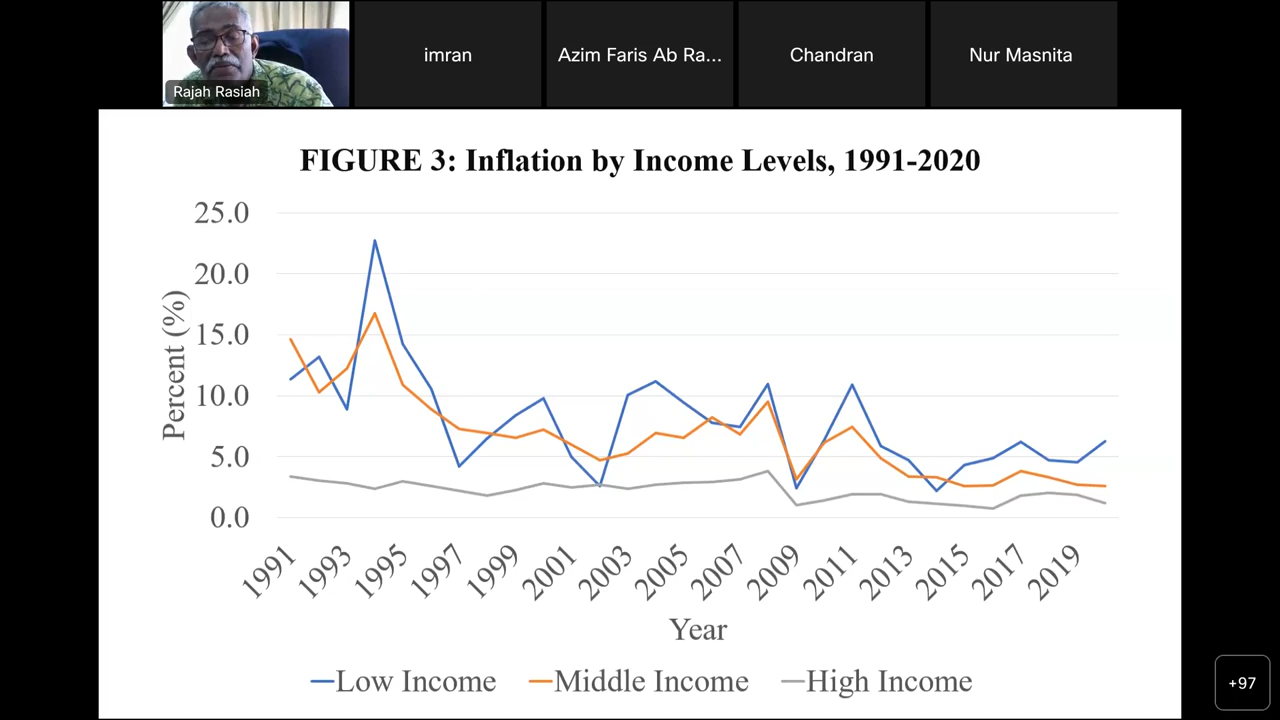 imran
Azim Faris Ab Ra...
Chandran
Nur Masnita
Rajah Rasiah
FIGURE 3: Inflation by Income Levels, 1991-2020
25.0
20.0
15.0
10.0
5.0
0.0
Percent (%)
1991
1993
1995
1997
1999
2001
2003
2005
2007
2009
2011
2013
2015
2017
2019
Year
Low Income
Middle Income
High Income
+97